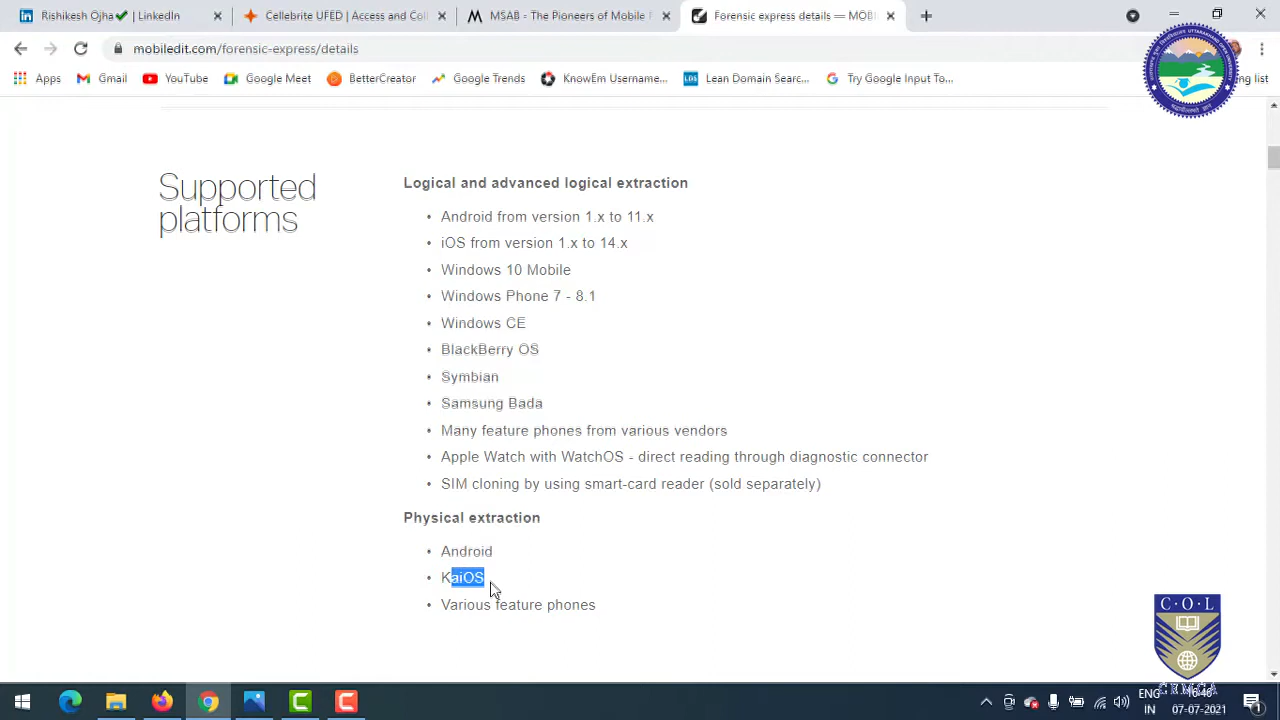 Rishikesh Ojha✔ | LinkedIn
Cellebrite UFED | Access and Coll
MSAB - The Pioneers of Mobile F
Forensic express details — MOBI
mobiledit.com/forensic-express/details
Apps
Gmail
YouTube
Google Meet
BetterCreator
Google Trends
KnowEm Username...
LDS
Lean Domain Searc...
Try Google Input To...
ng list
Supported
platforms
Logical and advanced logical extraction
• Android from version 1.x to 11.x
• iOS from version 1.x to 14.x
• Windows 10 Mobile
• Windows Phone 7 - 8.1
• Windows CE
• BlackBerry OS
• Symbian
• Samsung Bada
• Many feature phones from various vendors
• Apple Watch with WatchOS - direct reading through diagnostic connector
• SIM cloning by using smart-card reader (sold separately)
Physical extraction
• Android
• KaiOS
• Various feature phones
C·O·L
CEMCA
ENG
IN
07-07-2021